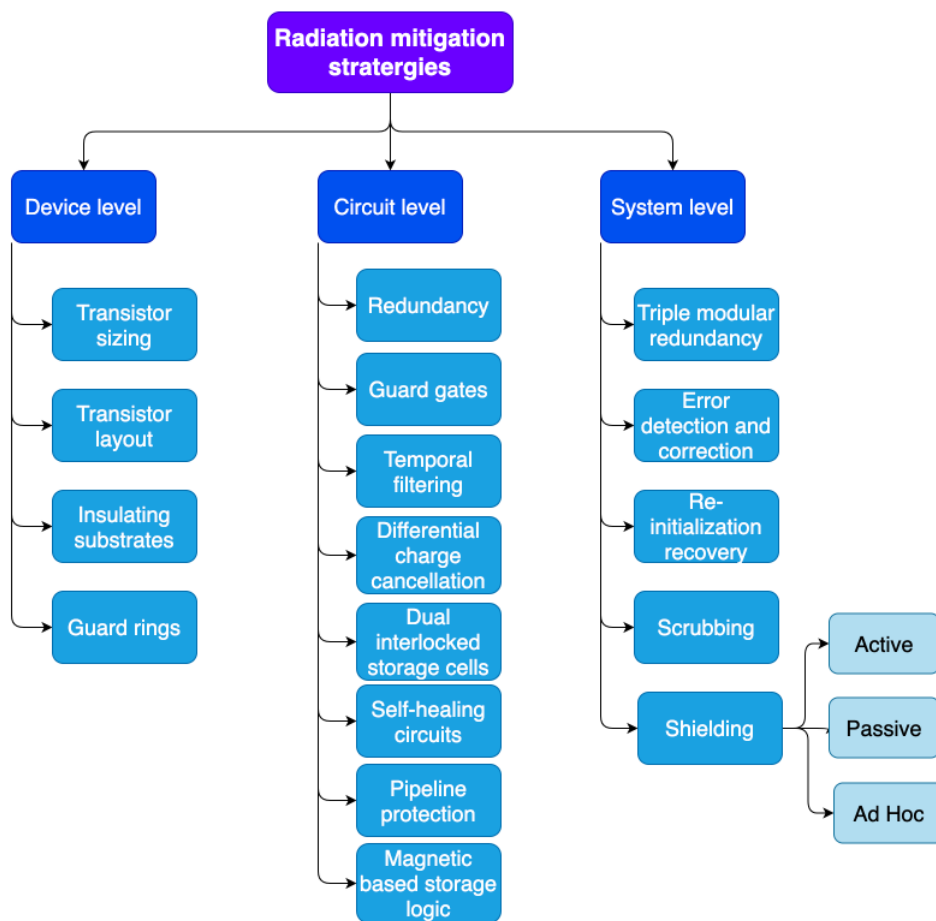 Radiation mitigation
stratergies
Device level
Circuit level
System level
Transistor
sizing
Transistor
layout
Insulating
substrates
Guard rings
Redundancy
Guard gates
Temporal
filtering
Differential
charge
cancellation
Dual
interlocked
storage cells
Self-healing
circuits
Pipeline
protection
Magnetic
based storage
logic
Triple modular
redundancy
Error
detection and
correction
Re-
initialization
recovery
Scrubbing
Shielding
Active
Passive
Ad Hoc